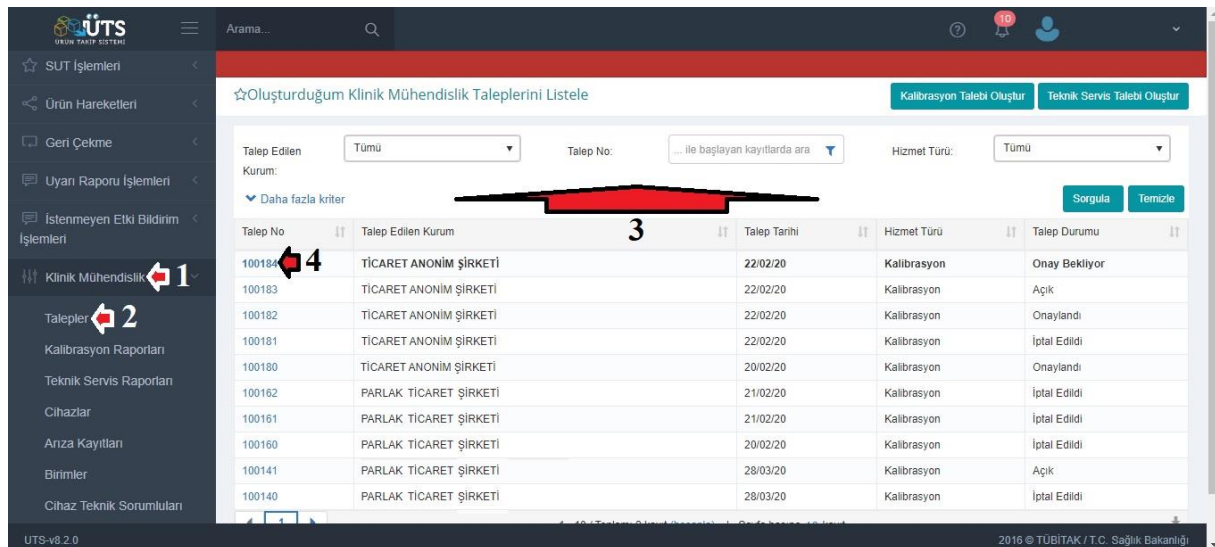 ÜTS
ÜRÜN TAKİP SİSTEMİ
Arama...
10
SUT İşlemleri
Ürün Hareketleri
Geri Çekme
Uyarı Raporu İşlemleri
İstenmeyen Etki Bildirim
İşlemleri
Klinik Mühendislik 1
Talepler 2
Kalibrasyon Raporları
Teknik Servis Raporları
Cihazlar
Arıza Kayıtları
Birimler
Cihaz Teknik Sorumluları
Oluşturduğum Klinik Mühendislik Taleplerini Listele
Kalibrasyon Talebi Oluştur Teknik Servis Talebi Oluştur
Talep Edilen
Kurum: Tümü Talep No: ... ile başlayan kayıtlarda ara Hizmet Türü: Tümü
Daha fazla kriter Sorgula Temizle
3
Talep No Talep Edilen Kurum Talep Tarihi Hizmet Türü Talep Durumu
100184 4 TİCARET ANONİM ŞİRKETİ 22/02/20 Kalibrasyon Onay Bekliyor
100183 TİCARET ANONİM ŞİRKETİ 22/02/20 Kalibrasyon Açık
100182 TİCARET ANONİM ŞİRKETİ 22/02/20 Kalibrasyon Onaylandı
100181 TİCARET ANONİM ŞİRKETİ 22/02/20 Kalibrasyon İptal Edildi
100180 TİCARET ANONİM ŞİRKETİ 20/02/20 Kalibrasyon Onaylandı
100162 PARLAK TİCARET ŞİRKETİ 21/02/20 Kalibrasyon İptal Edildi
100161 PARLAK TİCARET ŞİRKETİ 21/02/20 Kalibrasyon İptal Edildi
100160 PARLAK TİCARET ŞİRKETİ 20/02/20 Kalibrasyon İptal Edildi
100141 PARLAK TİCARET ŞİRKETİ 28/03/20 Kalibrasyon Açık
100140 PARLAK TİCARET ŞİRKETİ 28/03/20 Kalibrasyon İptal Edildi
1
UTS-v8.2.0 2016 © TÜBİTAK / T.C. Sağlık Bakanlığı